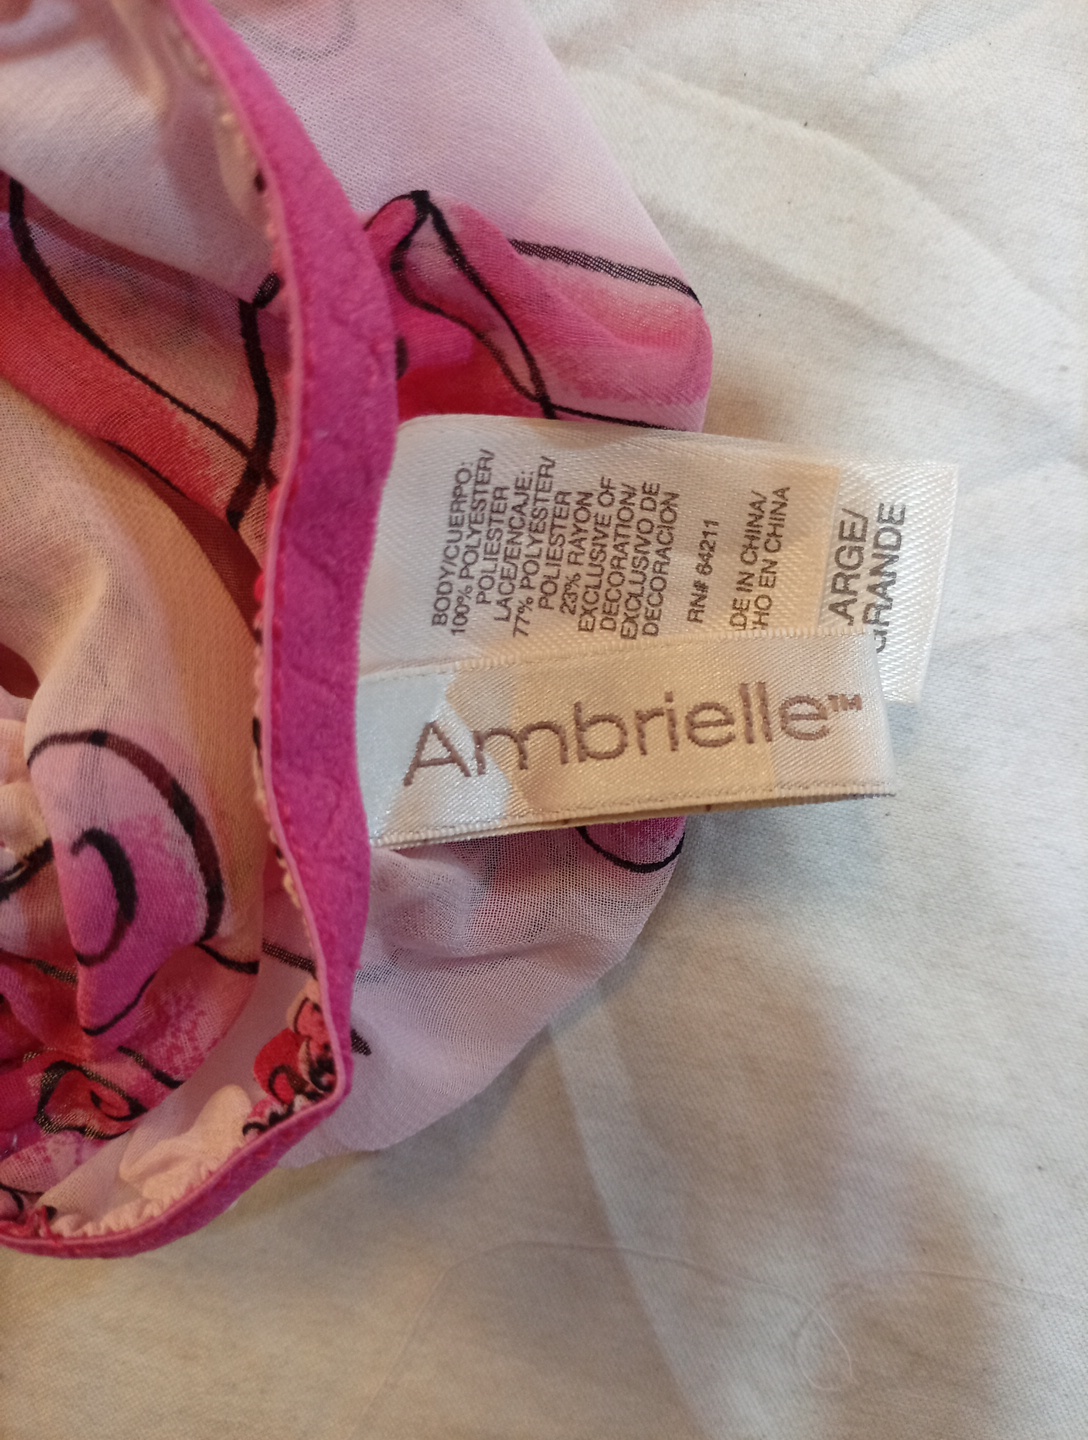 BODY/CUERPO:
100% POLYESTER/
POLIESTER
LACE/ENCAJE:
77% POLYESTER/
POLIESTER
23% RAYON
EXCLUSIVE OF
DECORATION/
EXCLUSIVO DE
DECORACION
RN# 64211
DE IN CHINA/
HO EN CHINA
ARGE/
RANDE
Ambrielle™